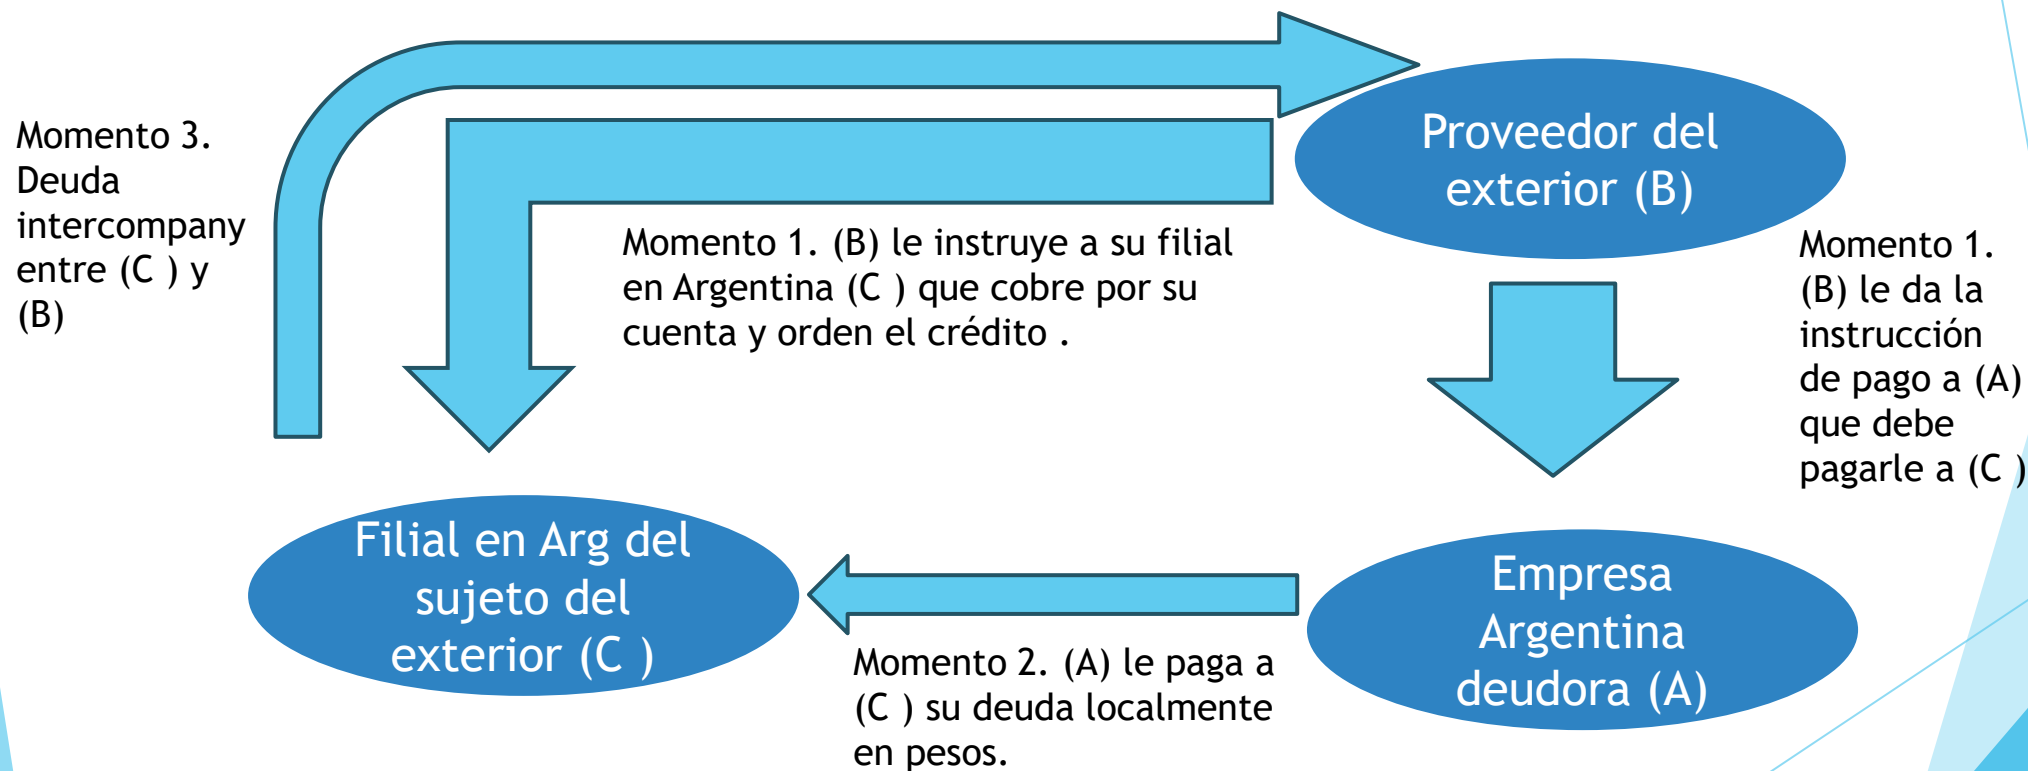 Momento 3.
Deuda
intercompany
entre (C ) y
(B)
Proveedor del
exterior (B)
Momento 1. (B) le instruye a su filial
en Argentina (C ) que cobre por su
cuenta y orden el crédito .
Momento 1.
(B) le da la
instrucción
de pago a (A)
que debe
pagarle a (C )
Filial en Arg del
sujeto del
exterior (C )
Momento 2. (A) le paga a
(C ) su deuda localmente
en pesos.
Empresa
Argentina
deudora (A)